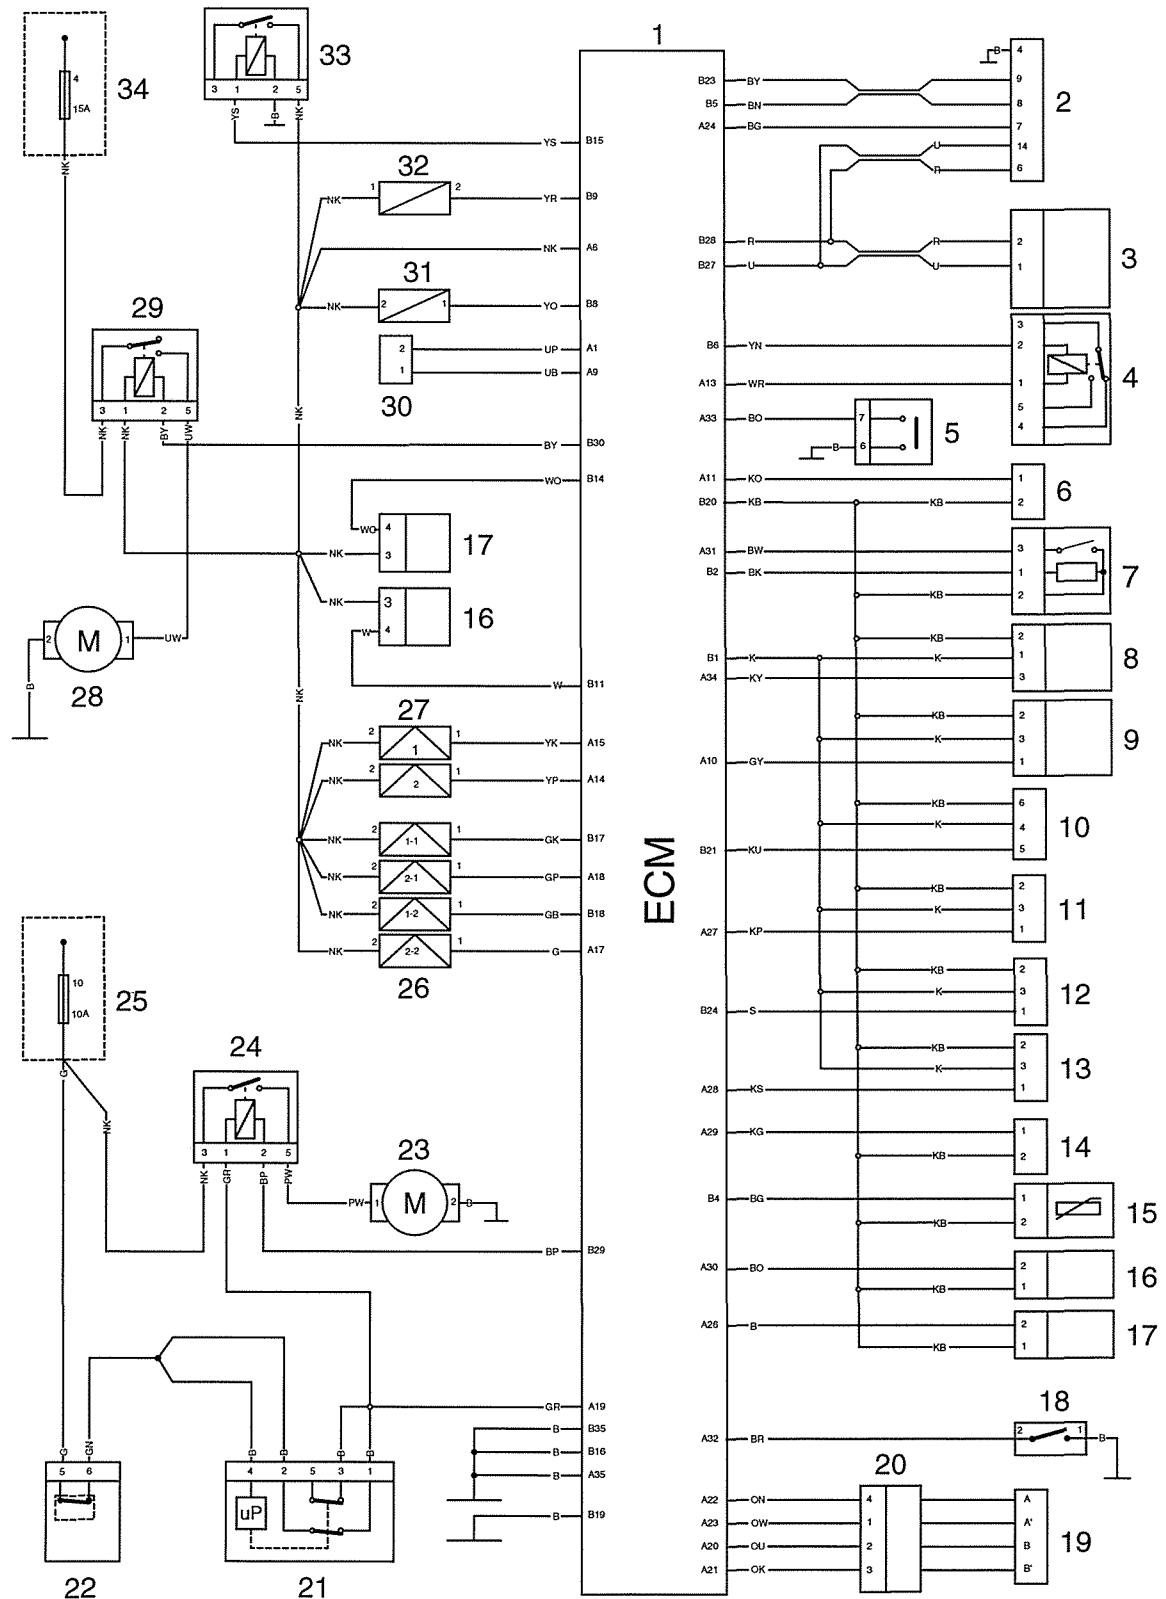 1
ECM
34
4
15A
NK
33
3 1 2 5
YS B NK
YS B15
32
NK 1 2 YR B9
NK A6
31
NK 2 1 YO B8
2 UP A1
1 UB A9
30
29
3 1 2 5
NK NK BY UW
NK
BY B30
WO B14
WO 4
NK 3
17
NK 3
W 4
16
W B11
2 M 1 UW
B
28
NK
27
NK 2 1 1 YK A15
NK 2 2 1 YP A14
NK 2 1-1 1 GK B17
NK 2 2-1 1 GP A18
NK 2 1-2 1 GB B18
NK 2 2-2 1 G A17
26
25
10
10A
G
NK
24
3 1 2 5
NK GR BP PW
23
PW 1 M 2 B
BP B29
GR A19
B B35
B B16
B A35
B B19
G GN
5 6
22
B B B B
4 2 5 3 1
uP
21
B 4
B23 BY 9
B5 BN 8
A24 BG 7
U 14
R 6
2
B28 R R 2
B27 U U 1
3
3
B6 YN 2
A13 WR 1
5
4
4
A33 BO 7
B 6
5
A11 KO 1
B20 KB KB 2
6
A31 BW 3
B2 BK 1
KB 2
7
KB 2
B1 K K 1
A34 KY 3
8
KB 2
K 3
A10 GY 1
9
KB 6
K 4
B21 KU 5
10
KB 2
K 3
A27 KP 1
11
KB 2
K 3
B24 S 1
12
KB 2
K 3
A28 KS 1
13
A29 KG 1
KB 2
14
B4 BG 1
KB 2
15
A30 BO 2
KB 1
16
A26 B 2
KB 1
17
18
A32 BR 2 1 B
20
A22 ON 4 A
A23 OW 1 A'
A20 OU 2 B
A21 OK 3 B'
19